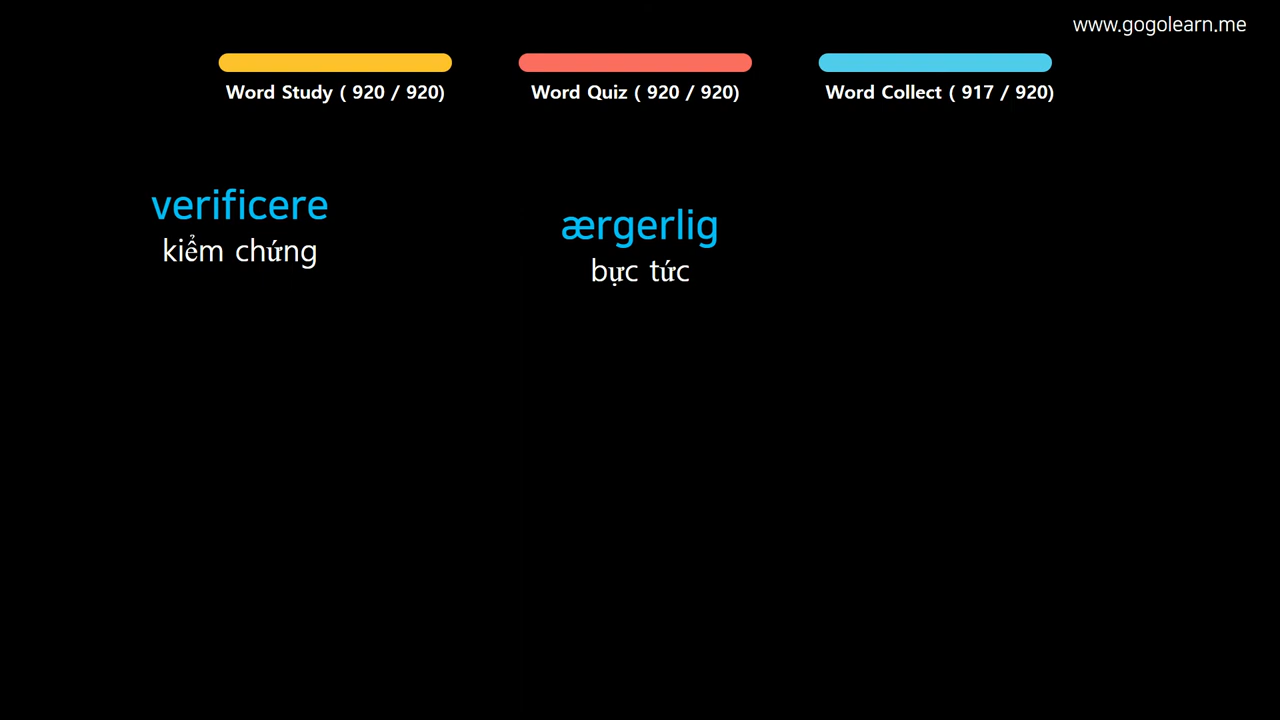 www.gogolearn.me
Word Study ( 920 / 920)
Word Quiz ( 920 / 920)
Word Collect ( 917 / 920)
verificere
kiểm chứng
ærgerlig
bực tức